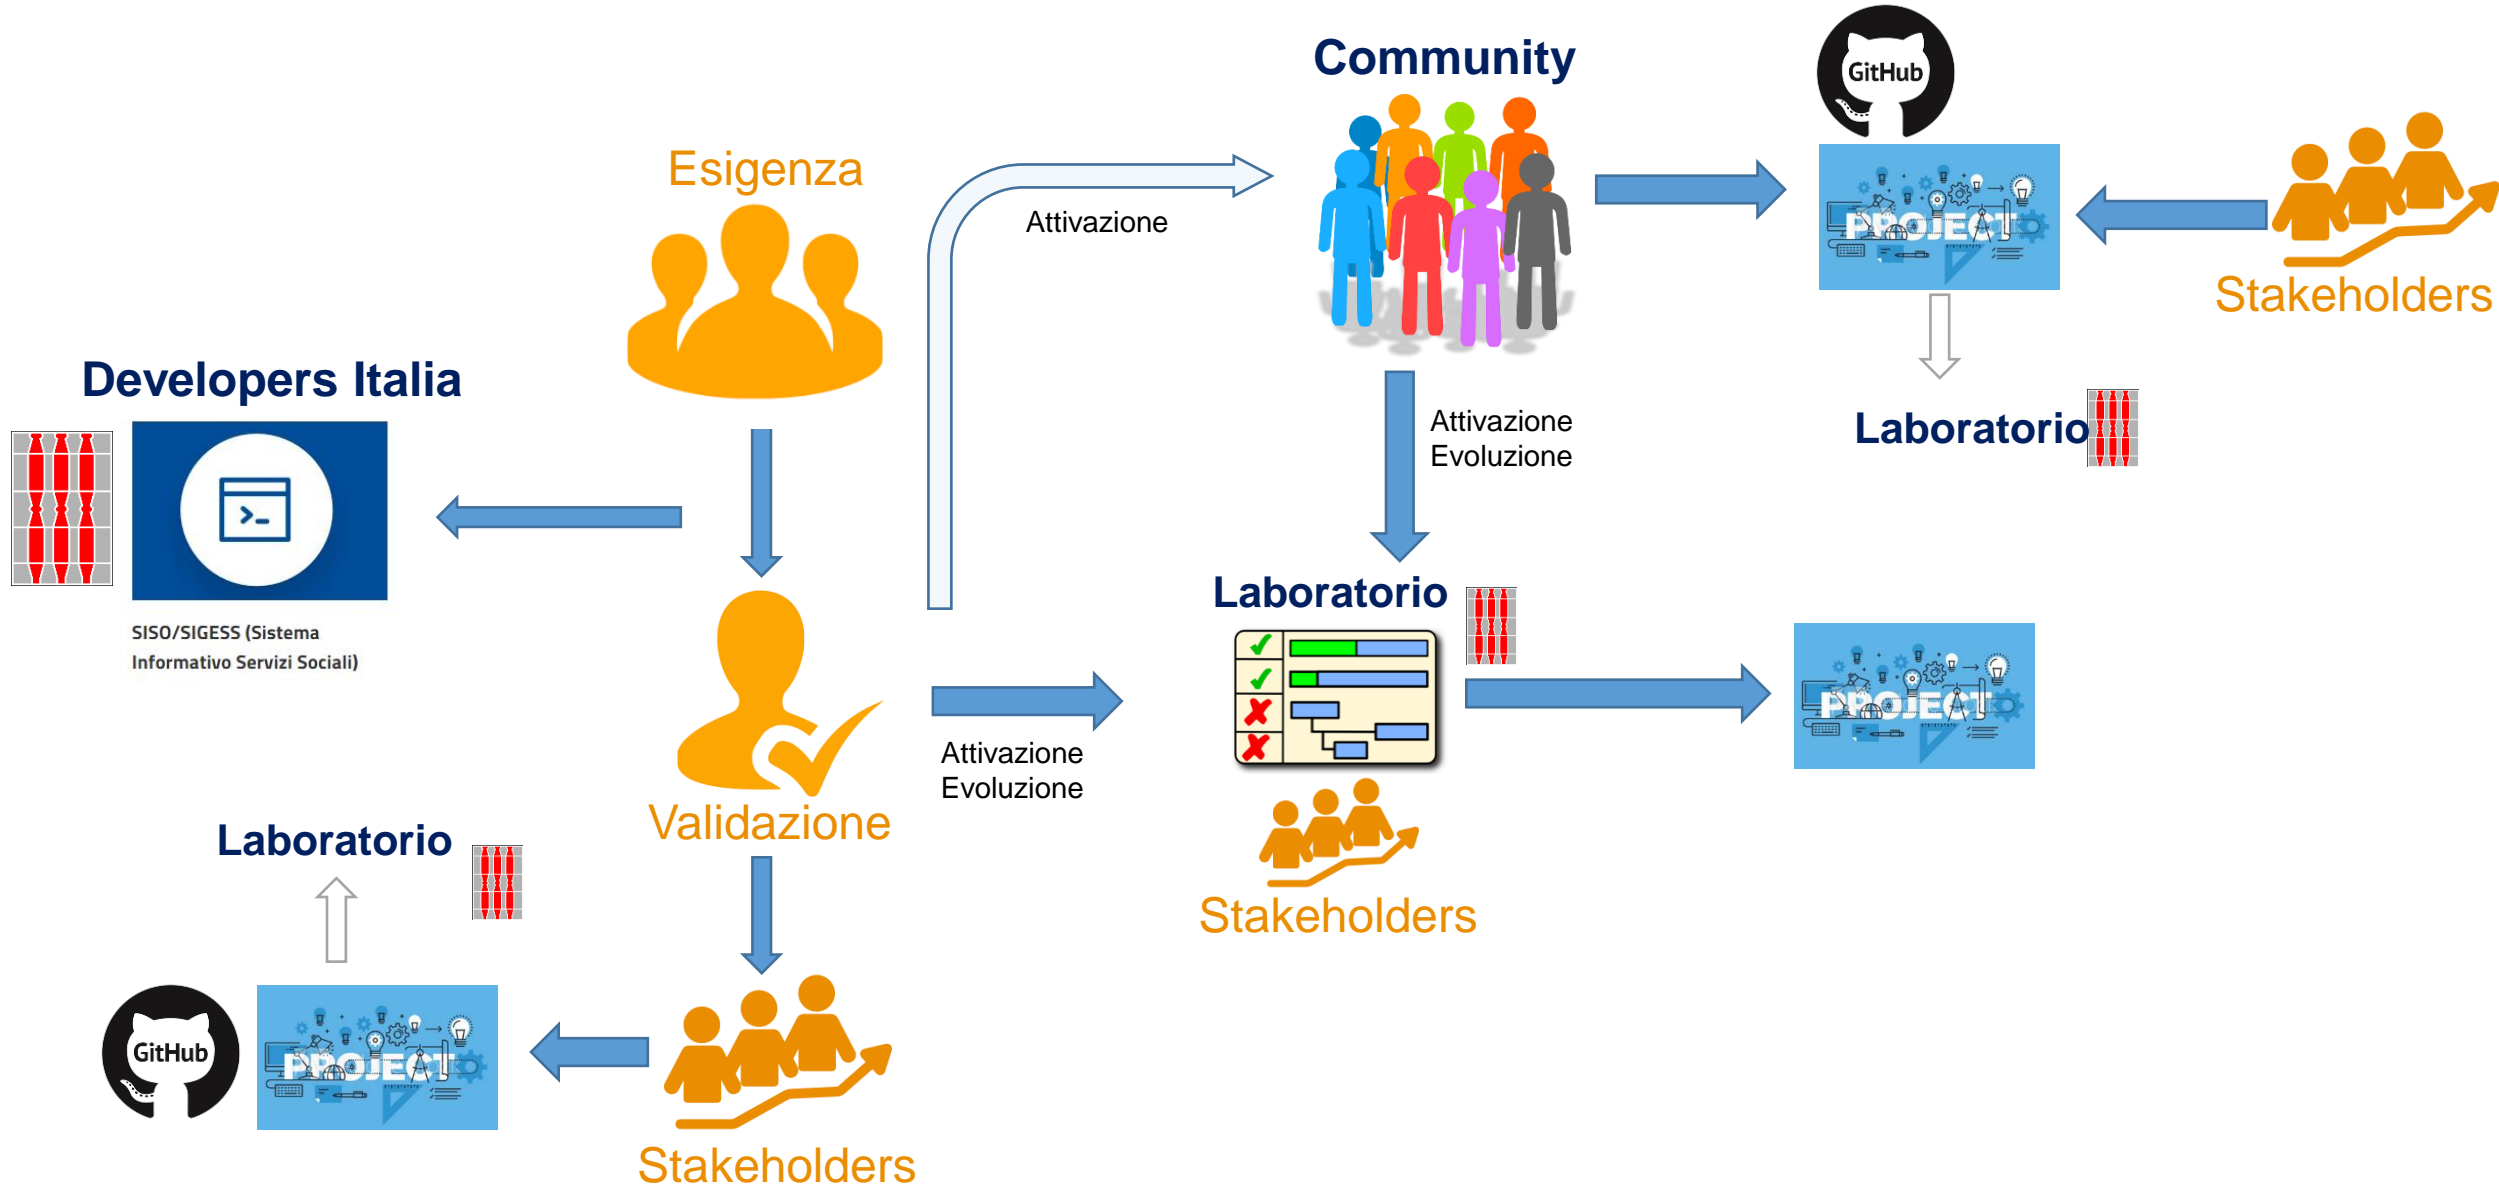 Community
GitHub
Esigenza
Attivazione
PROJECT
Stakeholders
Developers Italia
Attivazione
Evoluzione
Laboratorio
>_
SISO/SIGESS (Sistema
Informativo Servizi Sociali)
Laboratorio
PROJECT
Attivazione
Evoluzione
Validazione
Laboratorio
Stakeholders
GitHub
PROJECT
Stakeholders